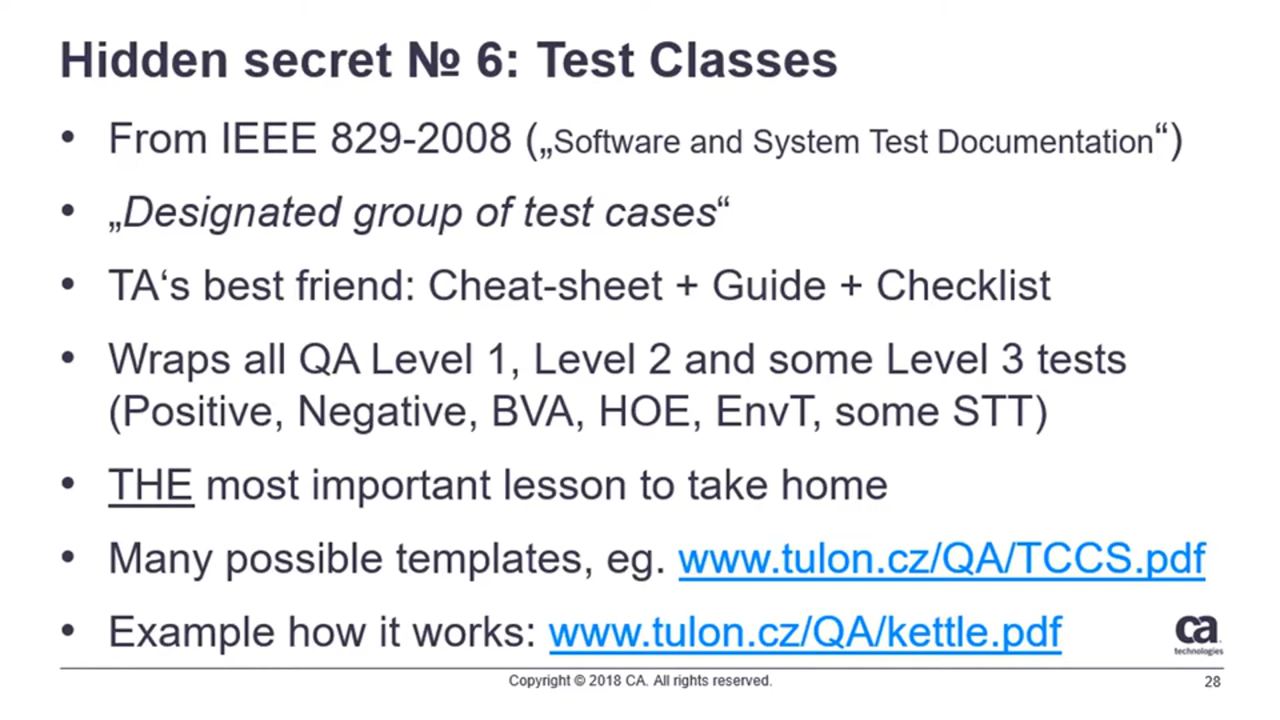 Hidden secret № 6: Test Classes
• From IEEE 829-2008 („Software and System Test Documentation“)
• „Designated group of test cases“
• TA‘s best friend: Cheat-sheet + Guide + Checklist
• Wraps all QA Level 1, Level 2 and some Level 3 tests
(Positive, Negative, BVA, HOE, EnvT, some STT)
• THE most important lesson to take home
• Many possible templates, eg. www.tulon.cz/QA/TCCS.pdf
• Example how it works: www.tulon.cz/QA/kettle.pdf
ca
technologies
Copyright © 2018 CA. All rights reserved.
28